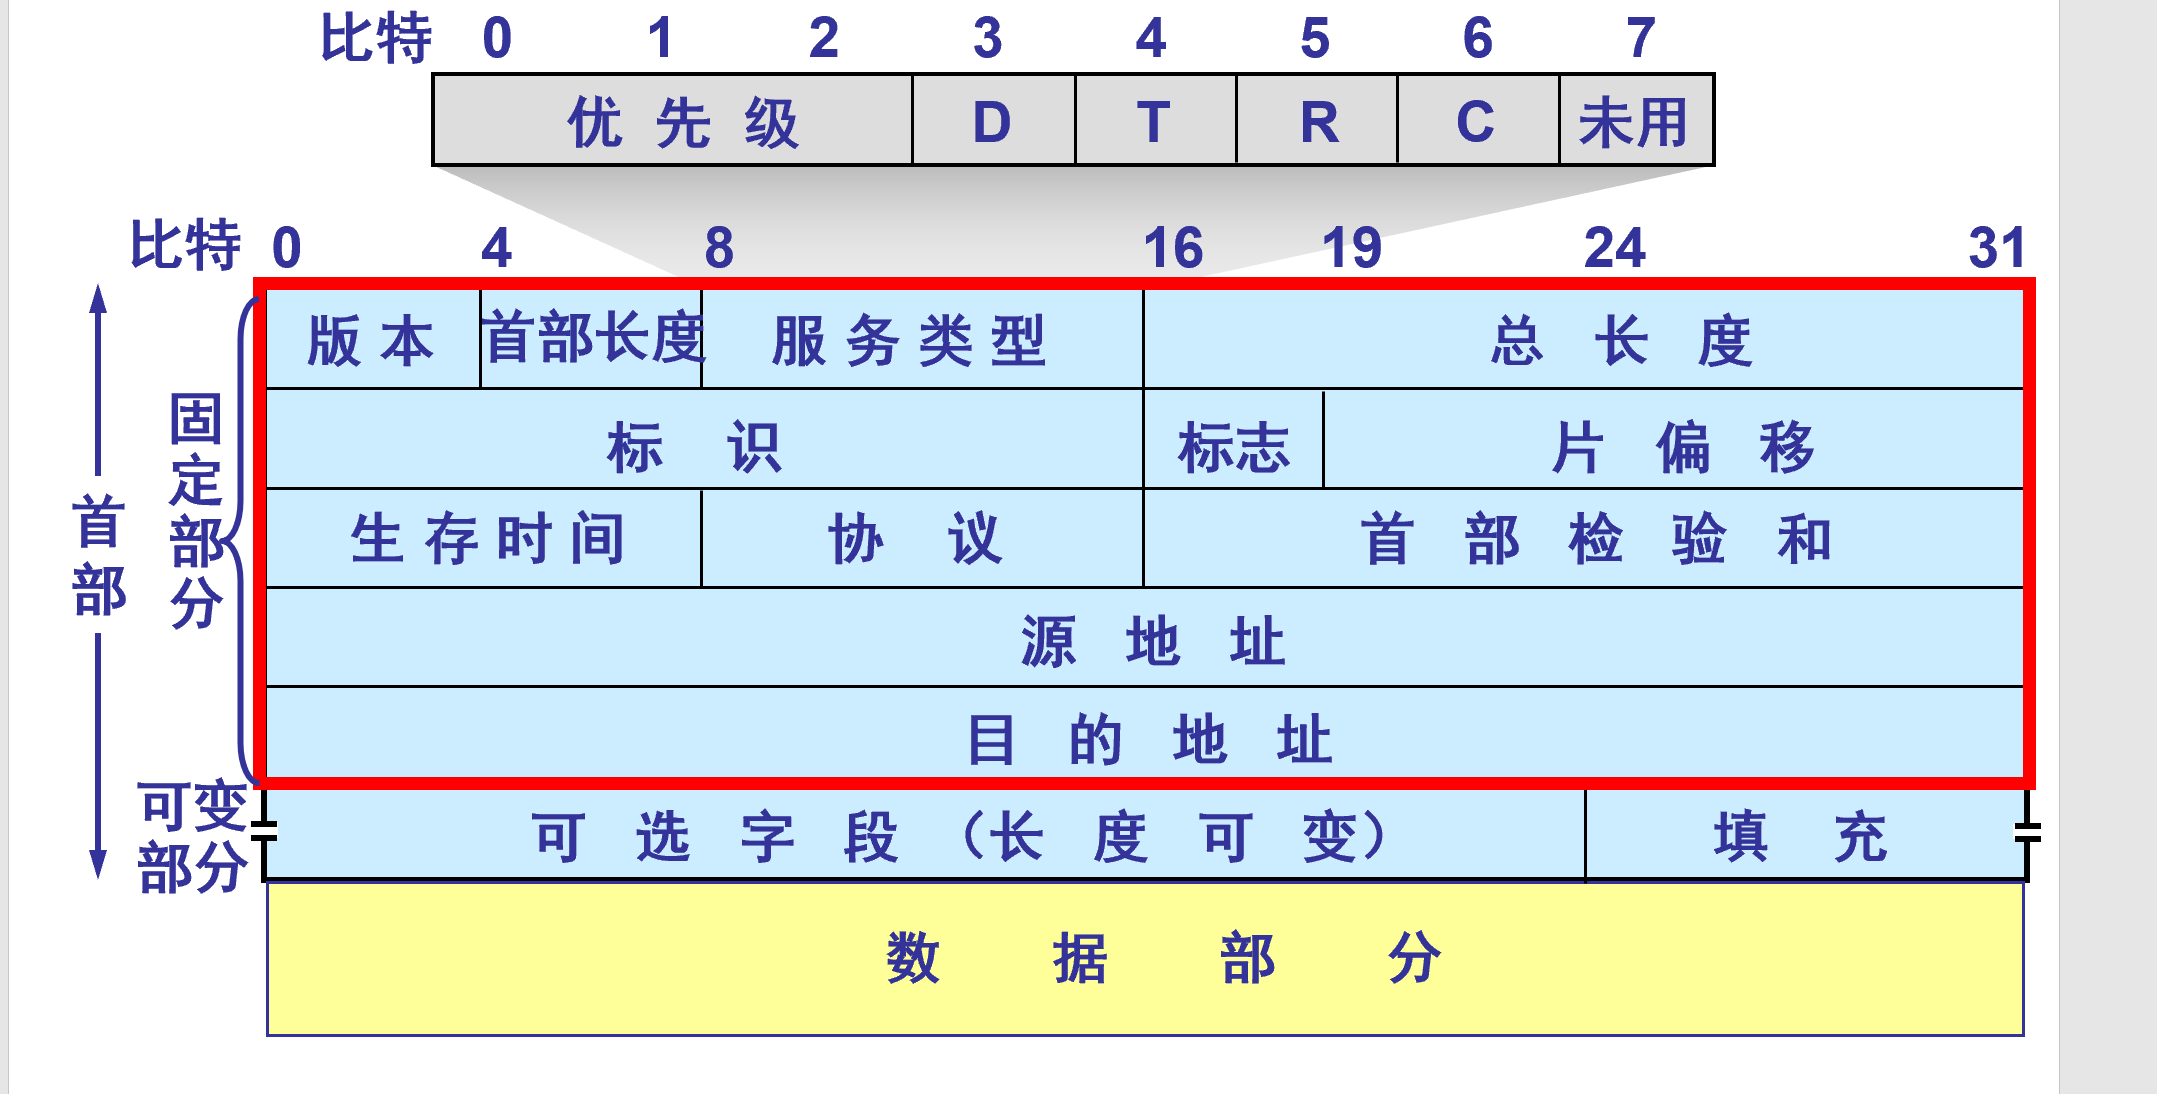 比特 0 1 2 3 4 5 6 7
优先级 D T R C 未用
比特 0 4 8 16 19 24 31
版本 首部长度 服务类型 总长度
标识 标志 片偏移
生存时间 协议 首部检验和
源地址
目的地址
可选字段（长度可变） 填充
数据部分
首部
固定部分
可变
部分